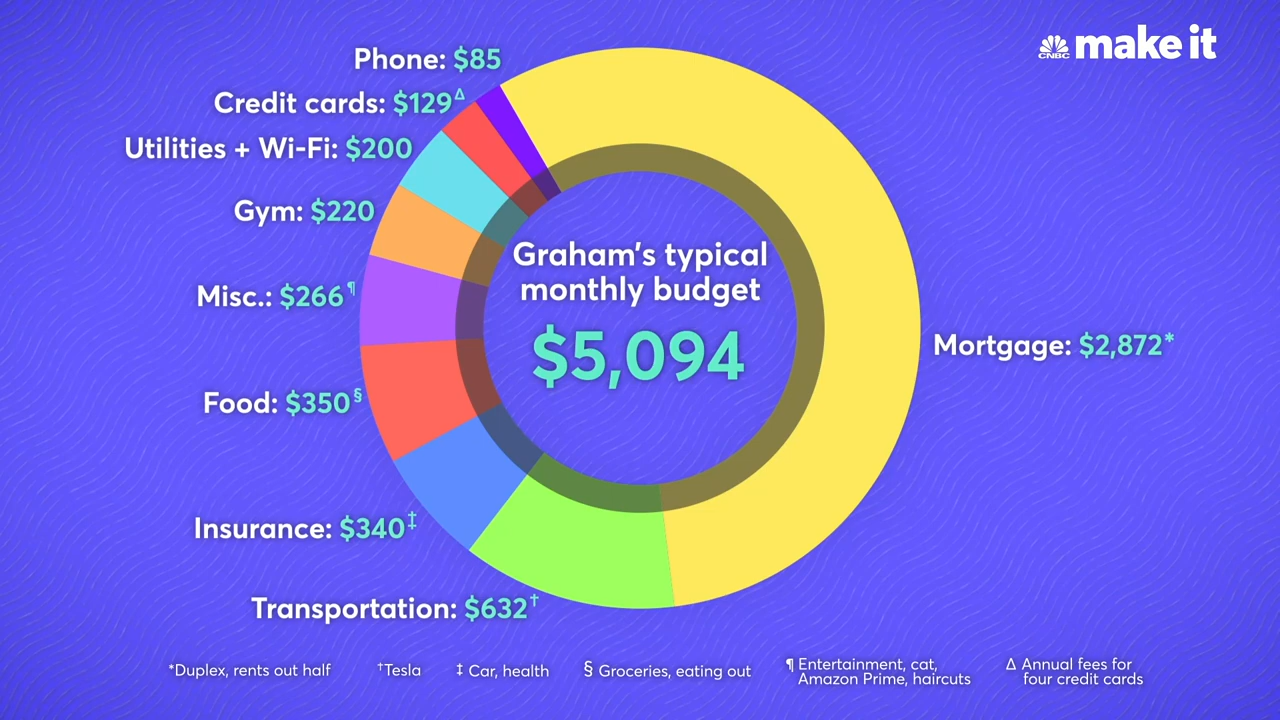 CNBC make it
Phone: $85
Credit cards: $129Δ
Utilities + Wi-Fi: $200
Gym: $220
Misc.: $266¶
Food: $350§
Insurance: $340‡
Transportation: $632†
Mortgage: $2,872*
Graham's typical
monthly budget
$5,094
*Duplex, rents out half
†Tesla
‡ Car, health
§ Groceries, eating out
¶ Entertainment, cat,
Amazon Prime, haircuts
Δ Annual fees for
four credit cards